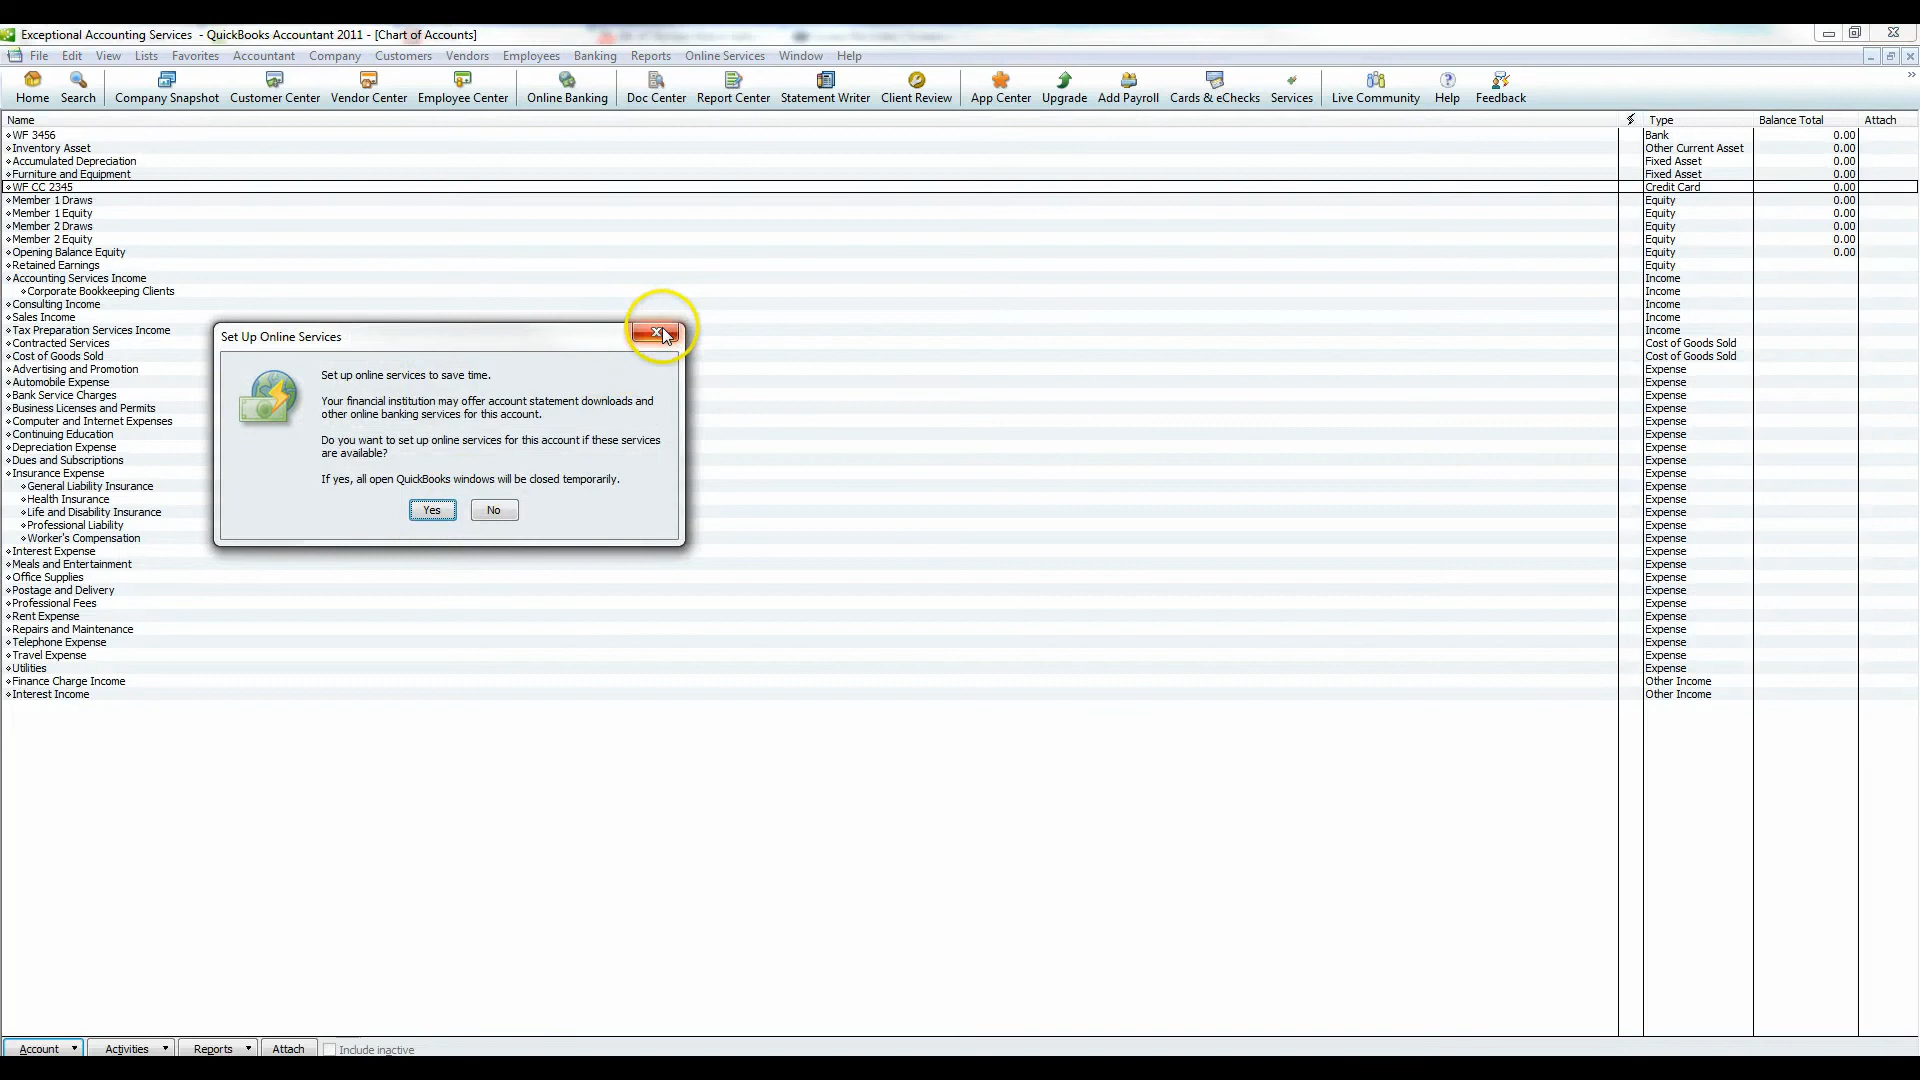 Exceptional Accounting Services - QuickBooks Accountant 2011 - [Chart of Accounts]
File Edit View Lists Favorites Accountant Company Customers Vendors Employees Banking Reports Online Services Window Help
Home Search Company Snapshot Customer Center Vendor Center Employee Center Online Banking Doc Center Report Center Statement Writer Client Review App Center Upgrade Add Payroll Cards & eChecks Services Live Community Help Feedback
Name Type Balance Total Attach
WF 3456 Bank 0.00
Inventory Asset Other Current Asset 0.00
Accumulated Depreciation Fixed Asset 0.00
Furniture and Equipment Fixed Asset 0.00
WF CC 2345 Credit Card 0.00
Member 1 Draws Equity 0.00
Member 1 Equity Equity 0.00
Member 2 Draws Equity 0.00
Member 2 Equity Equity 0.00
Opening Balance Equity Equity 0.00
Retained Earnings Equity
Accounting Services Income Income
Corporate Bookkeeping Clients Income
Consulting Income Income
Sales Income Income
Tax Preparation Services Income Income
Contracted Services Cost of Goods Sold
Cost of Goods Sold Cost of Goods Sold
Advertising and Promotion Expense
Automobile Expense Expense
Bank Service Charges Expense
Business Licenses and Permits Expense
Computer and Internet Expenses Expense
Continuing Education Expense
Depreciation Expense Expense
Dues and Subscriptions Expense
Insurance Expense Expense
General Liability Insurance Expense
Health Insurance Expense
Life and Disability Insurance Expense
Professional Liability Expense
Worker's Compensation Expense
Interest Expense Expense
Meals and Entertainment Expense
Office Supplies Expense
Postage and Delivery Expense
Professional Fees Expense
Rent Expense Expense
Repairs and Maintenance Expense
Telephone Expense Expense
Travel Expense Expense
Utilities Expense
Finance Charge Income Other Income
Interest Income Other Income
Set Up Online Services
Set up online services to save time.
Your financial institution may offer account statement downloads and
other online banking services for this account.
Do you want to set up online services for this account if these services
are available?
If yes, all open QuickBooks windows will be closed temporarily.
Yes No
Account Activities Reports Attach Include inactive